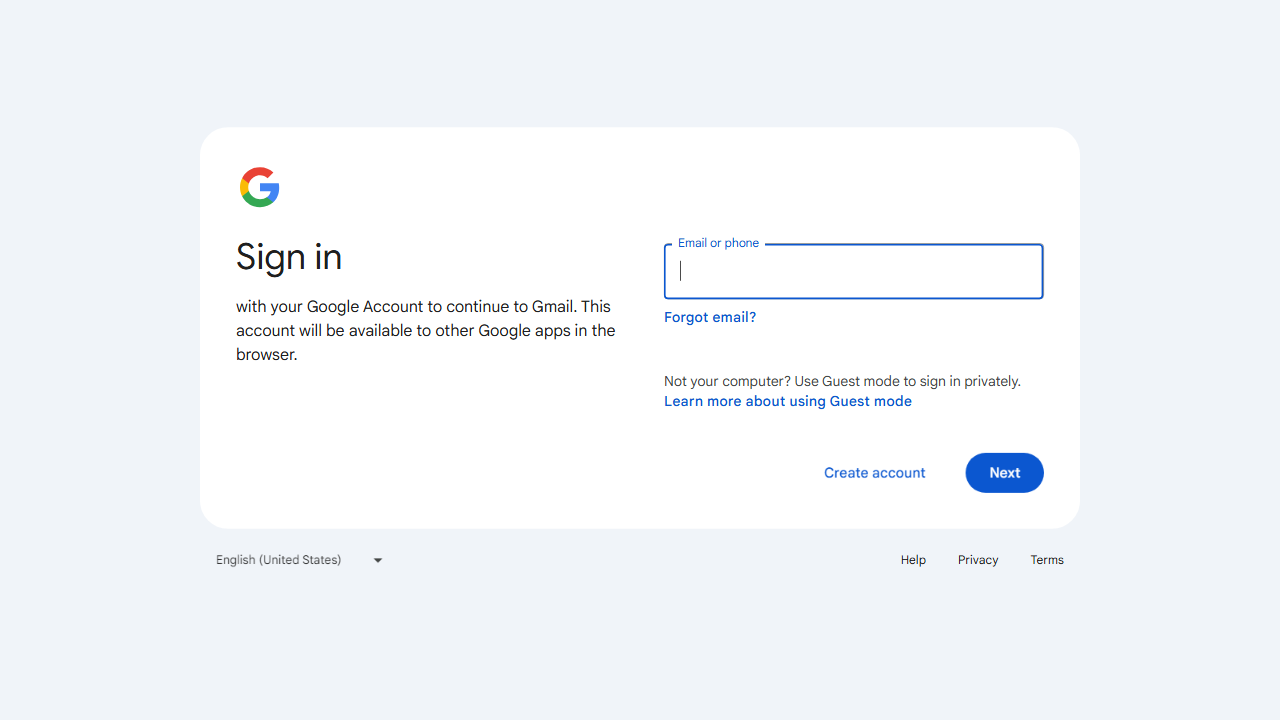 Sign in
with your Google Account to continue to Gmail. This
account will be available to other Google apps in the
browser.
Email or phone
Forgot email?
Not your computer? Use Guest mode to sign in privately.
Learn more about using Guest mode
Create account
Next
English (United States)
Help
Privacy
Terms